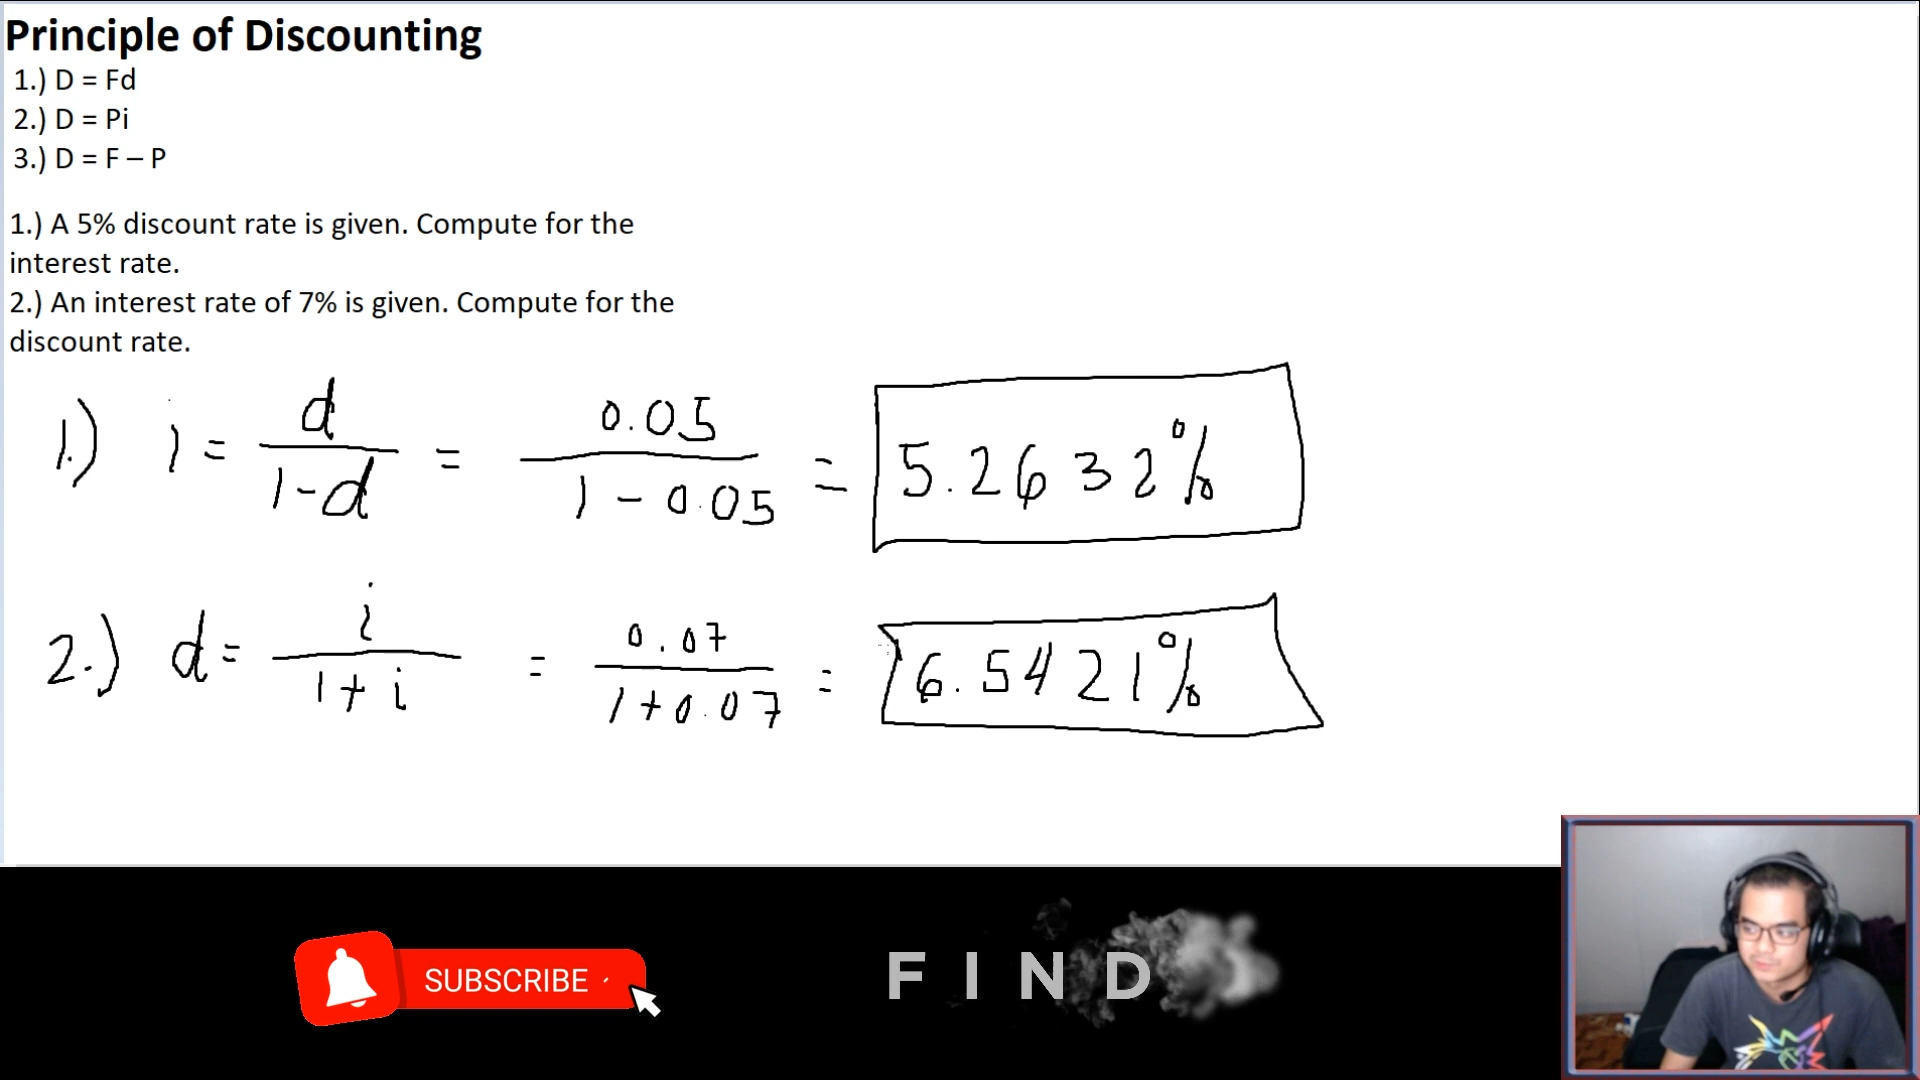 Principle of Discounting
1.) D = Fd
2.) D = Pi
3.) D = F – P
1.) A 5% discount rate is given. Compute for the
interest rate.
2.) An interest rate of 7% is given. Compute for the
discount rate.
1.) i = d / 1-d = 0.05 / 1 - 0.05 = 5.2632%
2.) d = i / 1 + i = 0.07 / 1 + 0.07 = 6.5421%
SUBSCRIBE
FIND